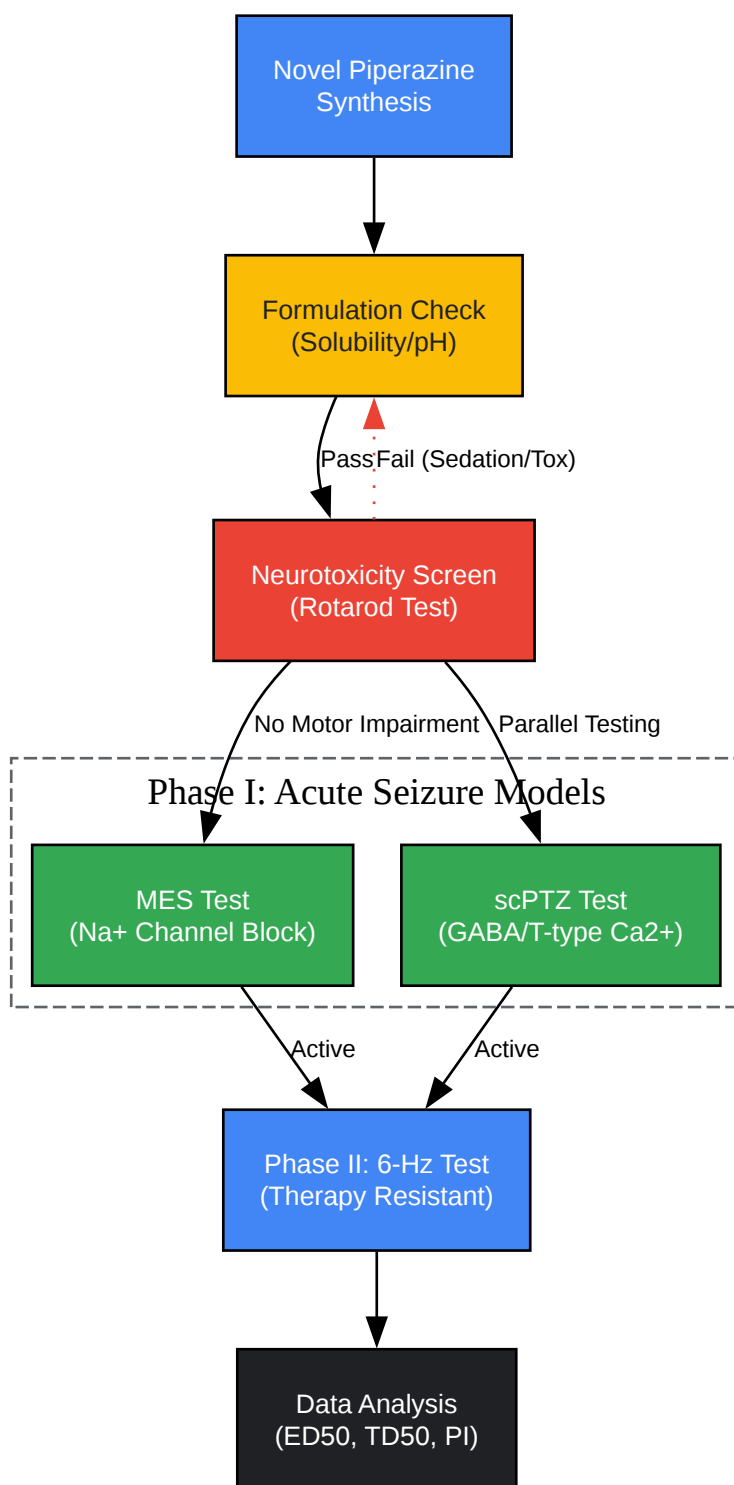 Novel Piperazine
Synthesis
Formulation Check
(Solubility/pH)
Pass
Fail (Sedation/Tox)
Neurotoxicity Screen
(Rotarod Test)
No Motor Impairment
Parallel Testing
Phase I: Acute Seizure Models
MES Test
(Na+ Channel Block)
scPTZ Test
(GABA/T-type Ca2+)
Active
Active
Phase II: 6-Hz Test
(Therapy Resistant)
Data Analysis
(ED50, TD50, PI)